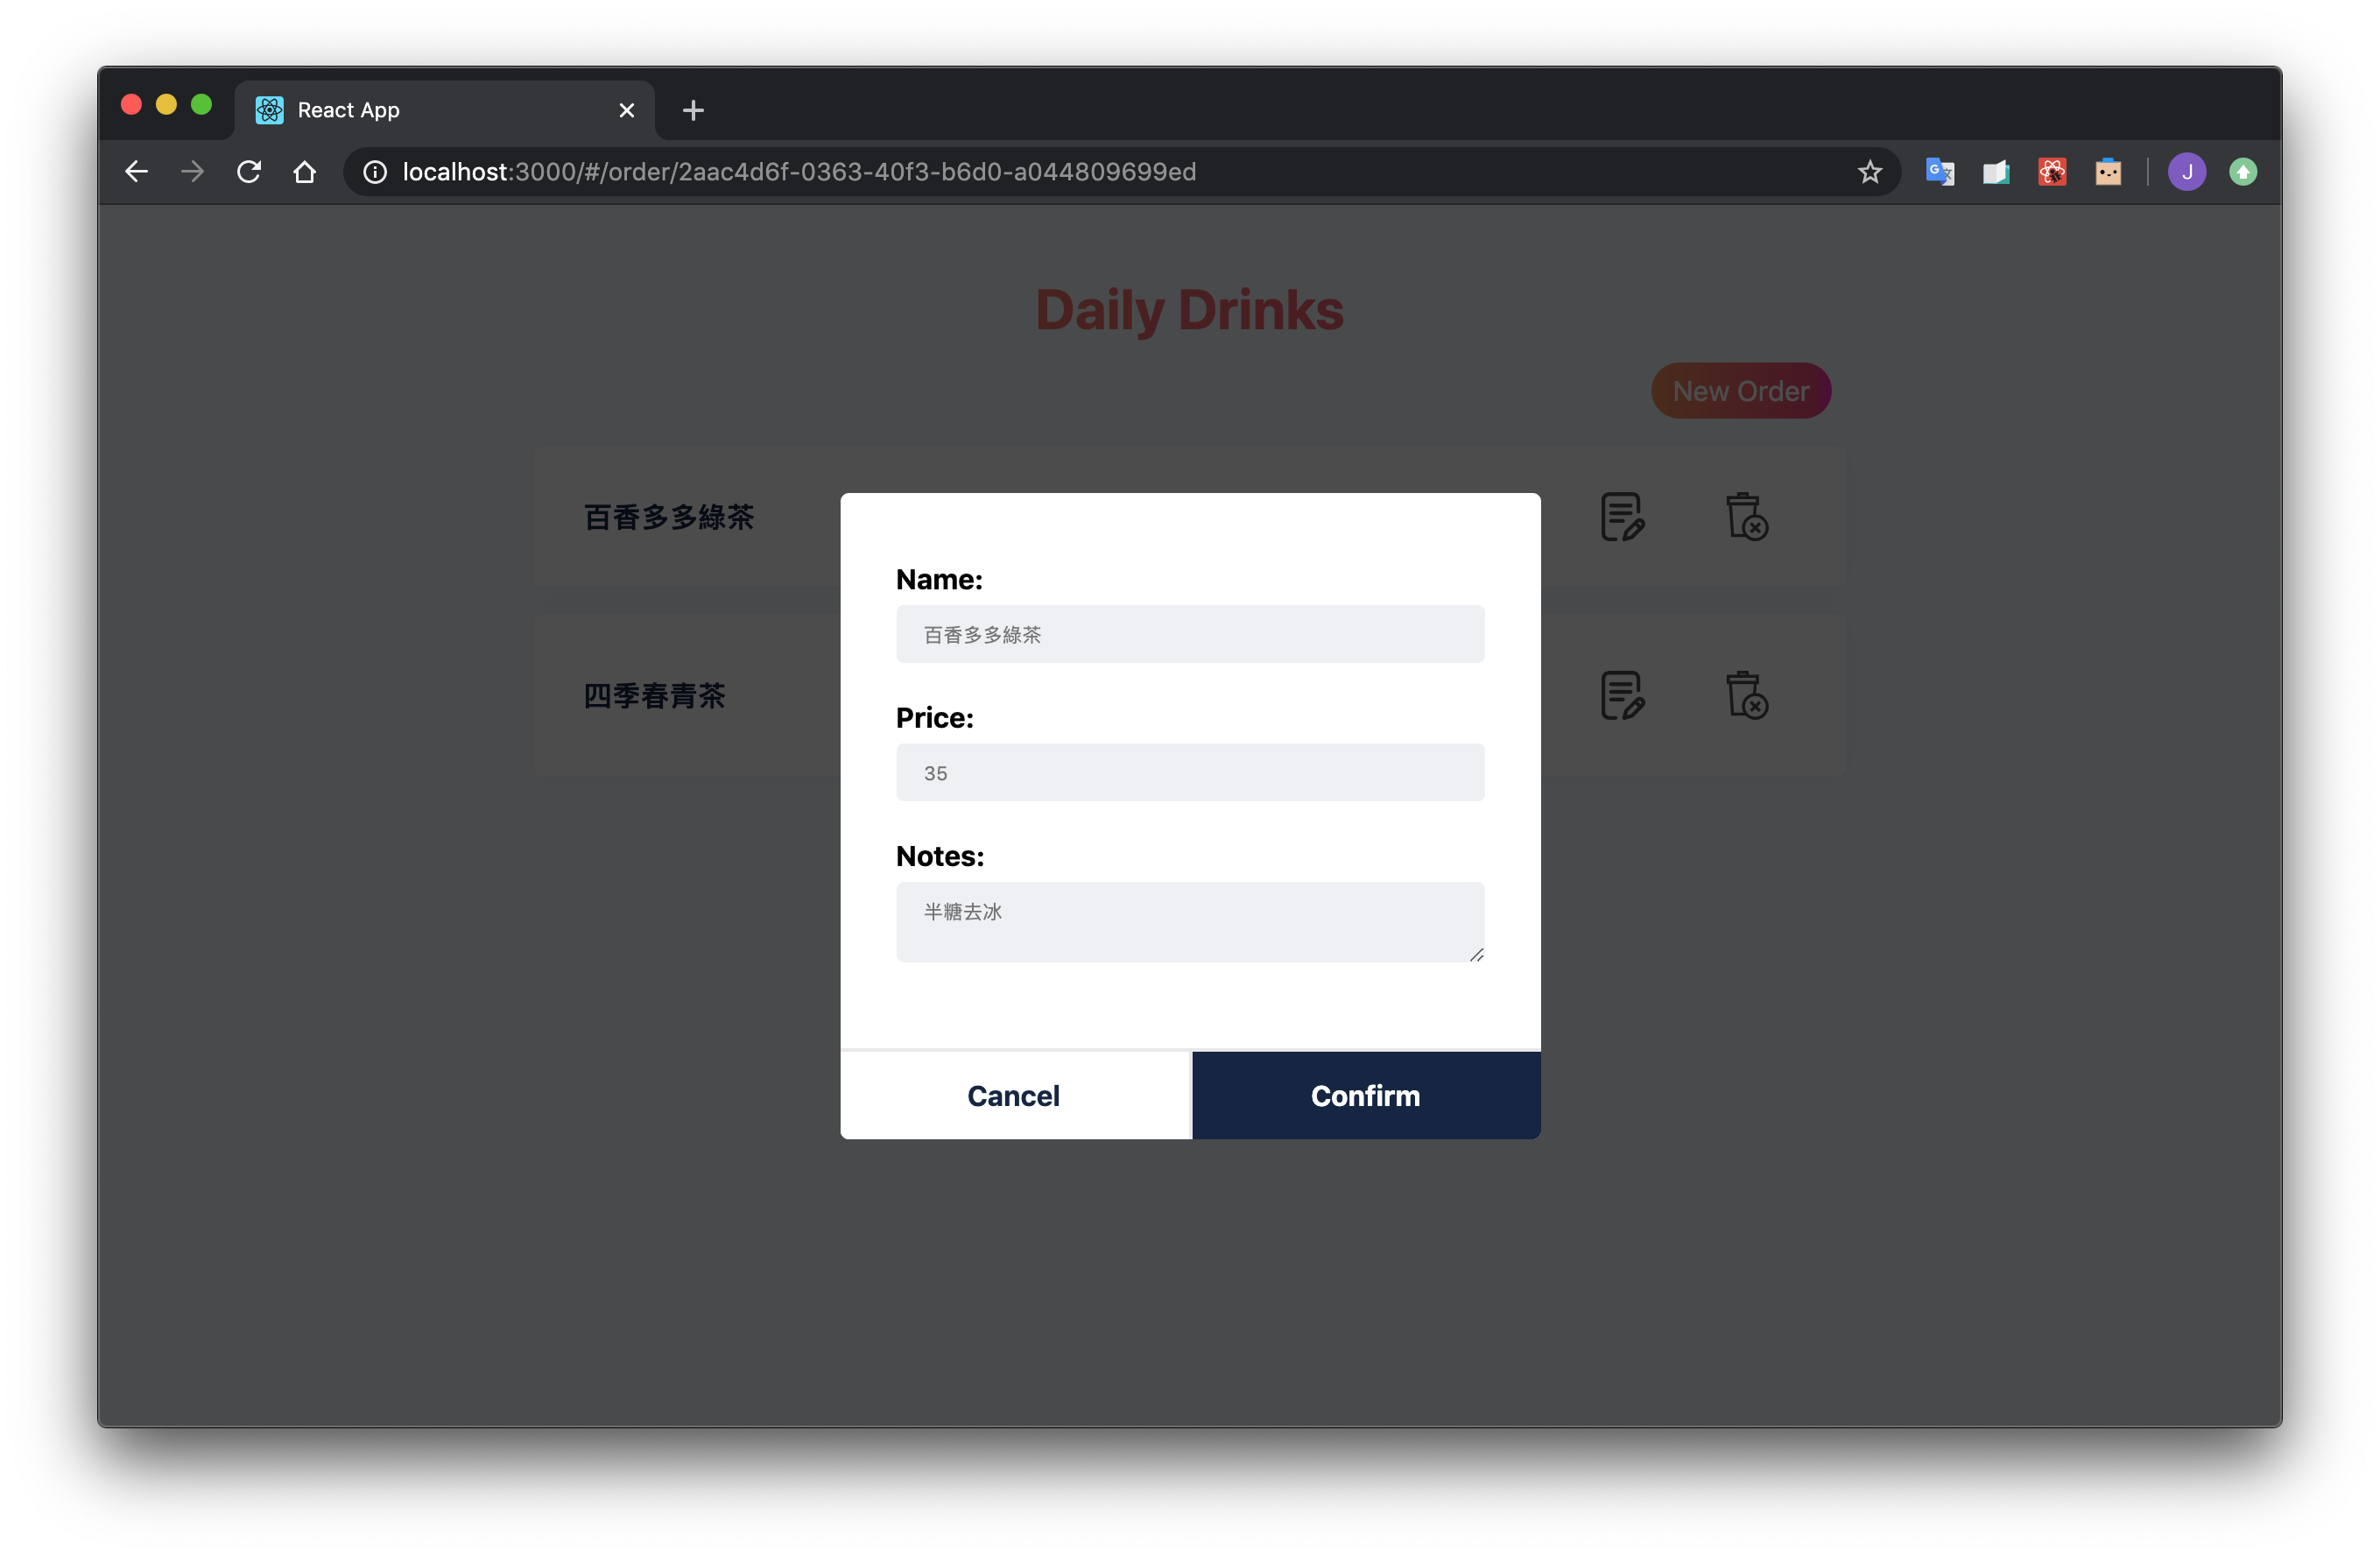 React App
localhost:3000/#/order/2aac4d6f-0363-40f3-b6d0-a044809699ed
J
Daily Drinks
New Order
百香多多綠茶
四季春青茶
Name:
百香多多綠茶
Price:
35
Notes:
半糖去冰
Cancel
Confirm